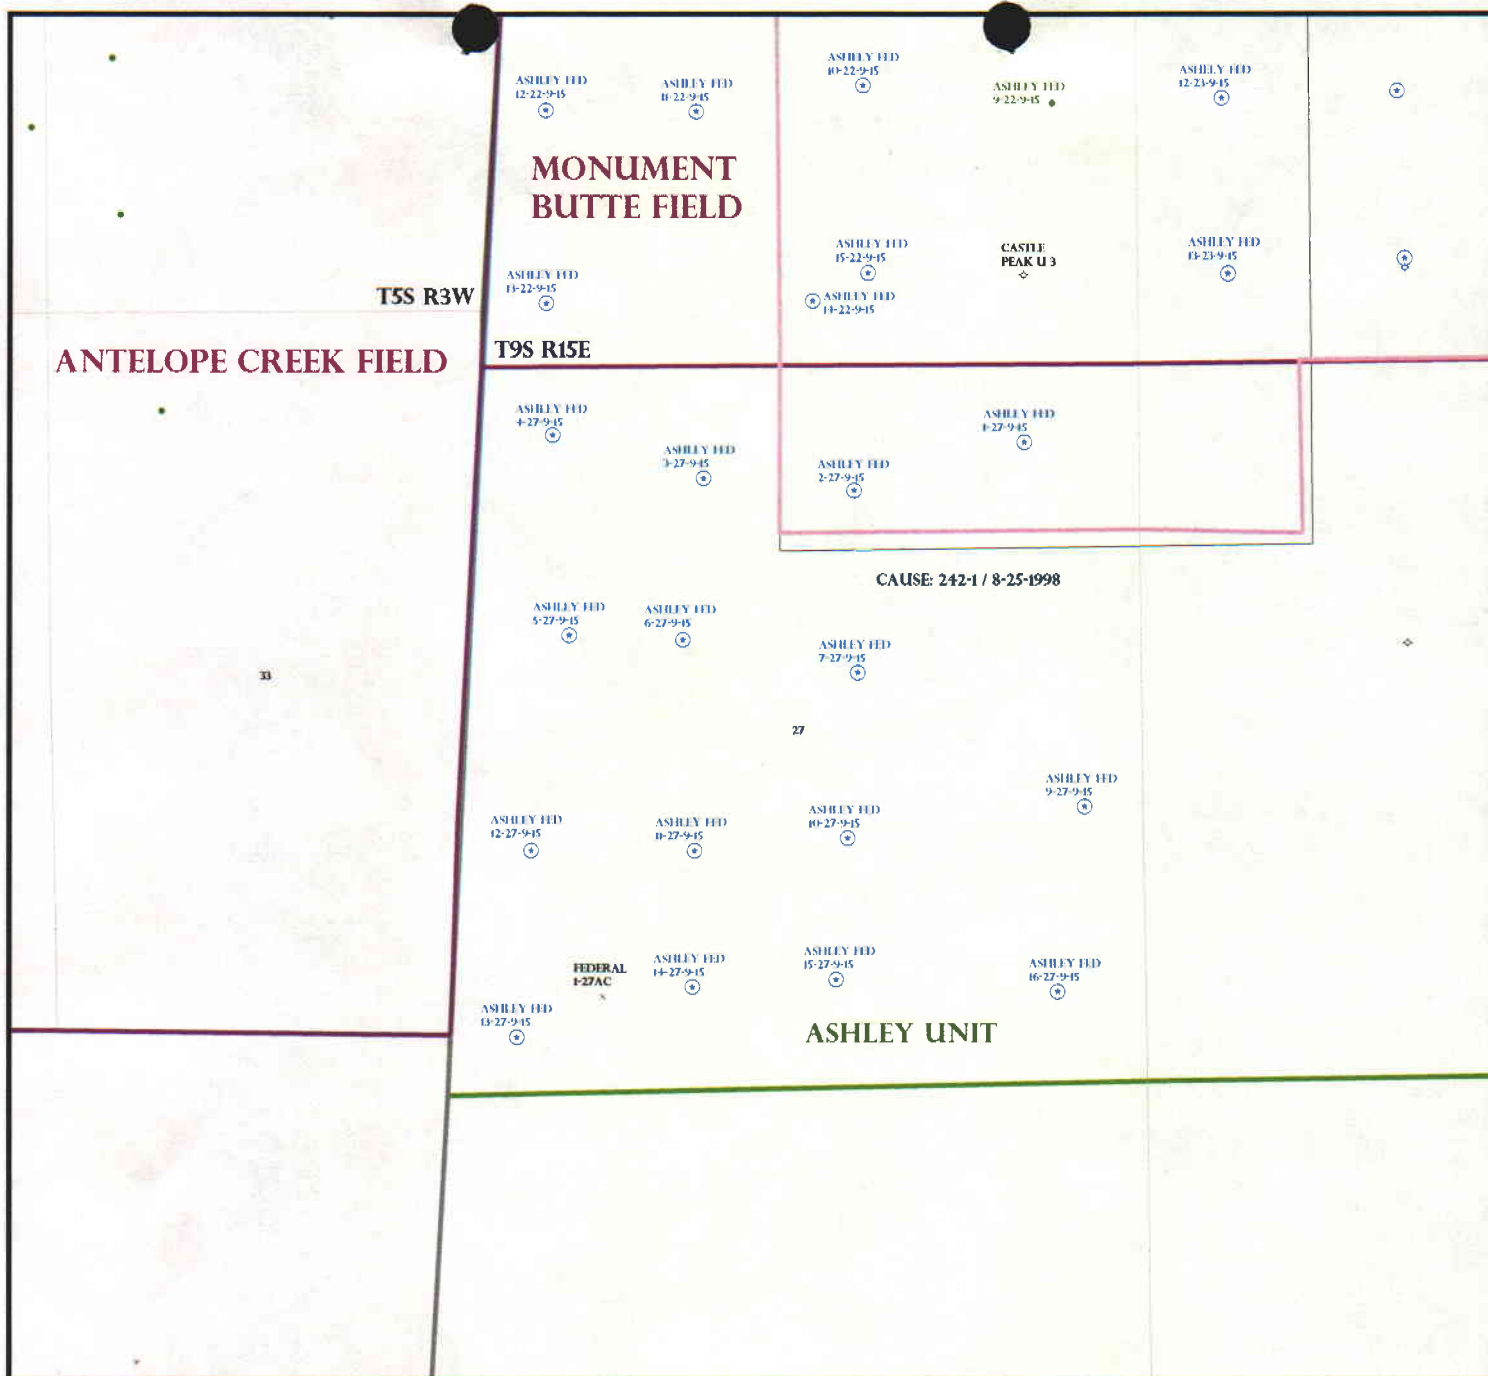 ASHLEY FED
12-22-9-15
ASHLEY FED
11-22-9-15
ASHELY FED
10-22-9-15
ASHLEY FED
9-22-9-15
ASHELY FED
12-23-9-15
MONUMENT
BUTTE FIELD
ASHLEY FED
13-22-9-15
ASHLEY FED
15-22-9-15
ASHLEY FED
14-22-9-15
CASTLE
PEAK U 3
ASHLEY FED
13-23-9-15
T5S R3W
T9S R15E
ANTELOPE CREEK FIELD
ASHLEY FED
4-27-9-15
ASHLEY FED
3-27-9-15
ASHLEY FED
2-27-9-15
ASHLEY FED
1-27-9-15
CAUSE: 242-1 / 8-25-1998
ASHLEY FED
5-27-9-15
ASHLEY FED
6-27-9-15
ASHLEY FED
7-27-9-15
33
27
ASHLEY FED
9-27-9-15
ASHLEY FED
12-27-9-15
ASHLEY FED
11-27-9-15
ASHLEY FED
10-27-9-15
FEDERAL
1-27AC
ASHLEY FED
14-27-9-15
ASHLEY FED
15-27-9-15
ASHLEY FED
16-27-9-15
ASHLEY FED
13-27-9-15
ASHLEY UNIT